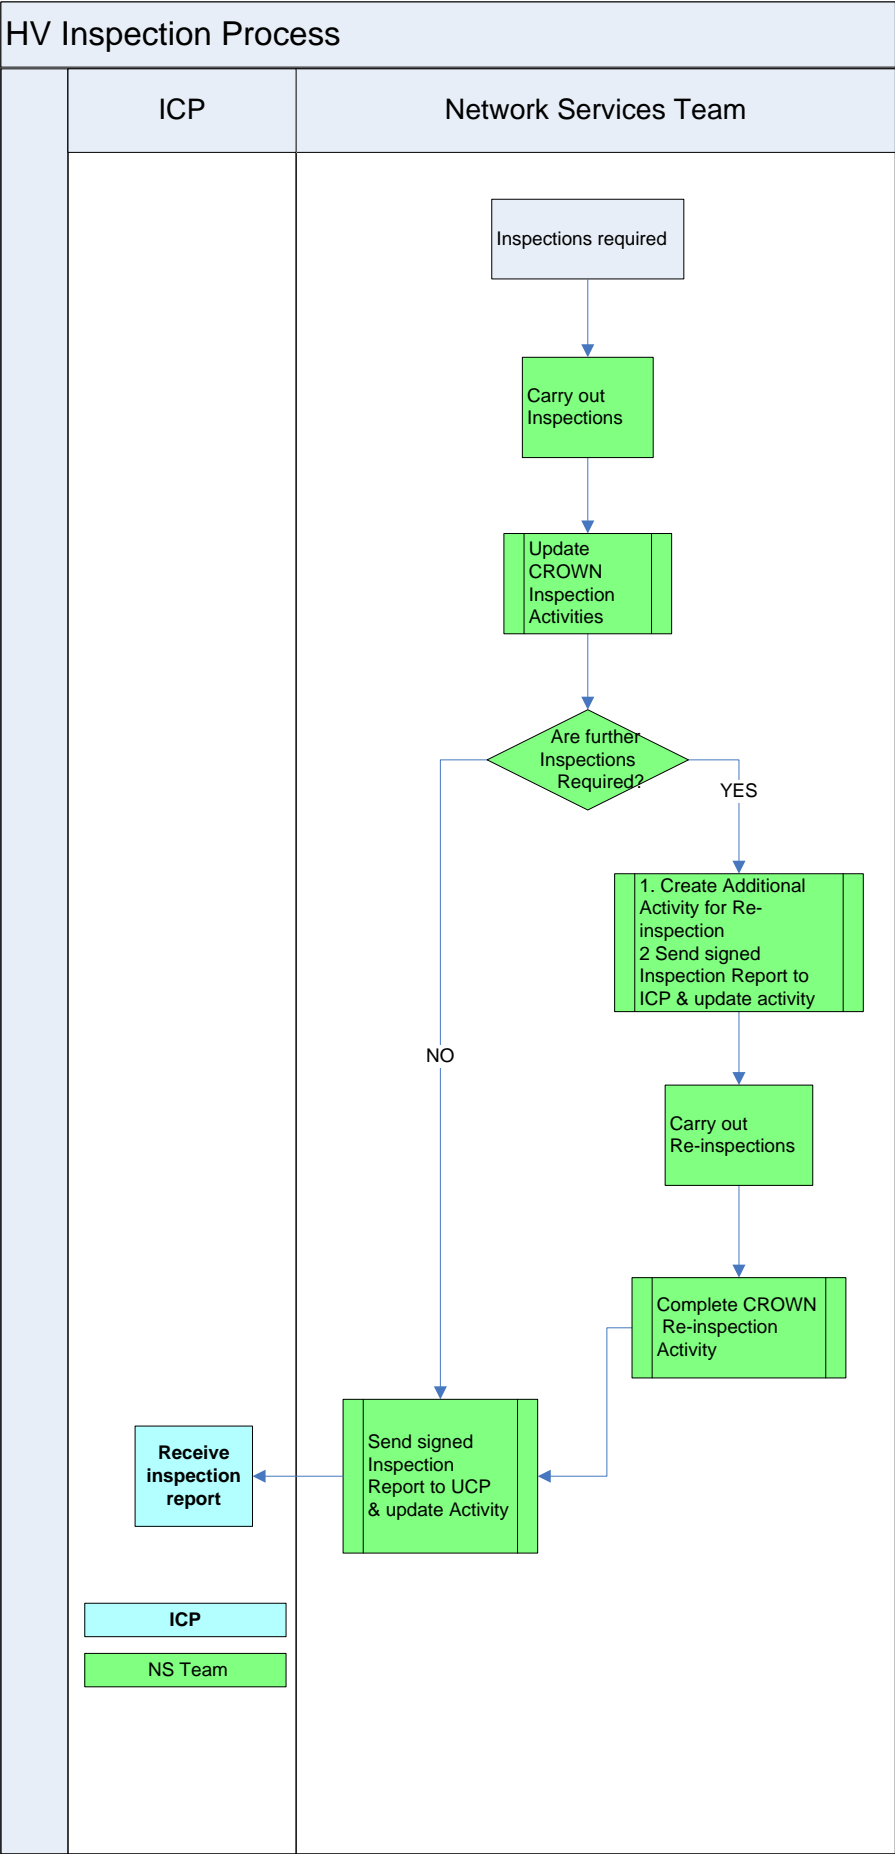 HV Inspection Process
ICP
Network Services Team
Inspections required
Carry out
Inspections
Update
CROWN
Inspection
Activities
Are further
Inspections
Required?
YES
1. Create Additional
Activity for Re-
inspection
2 Send signed
Inspection Report to
ICP & update activity
NO
Carry out
Re-inspections
Complete CROWN
Re-inspection
Activity
Send signed
Inspection
Report to UCP
& update Activity
Receive
inspection
report
ICP
NS Team